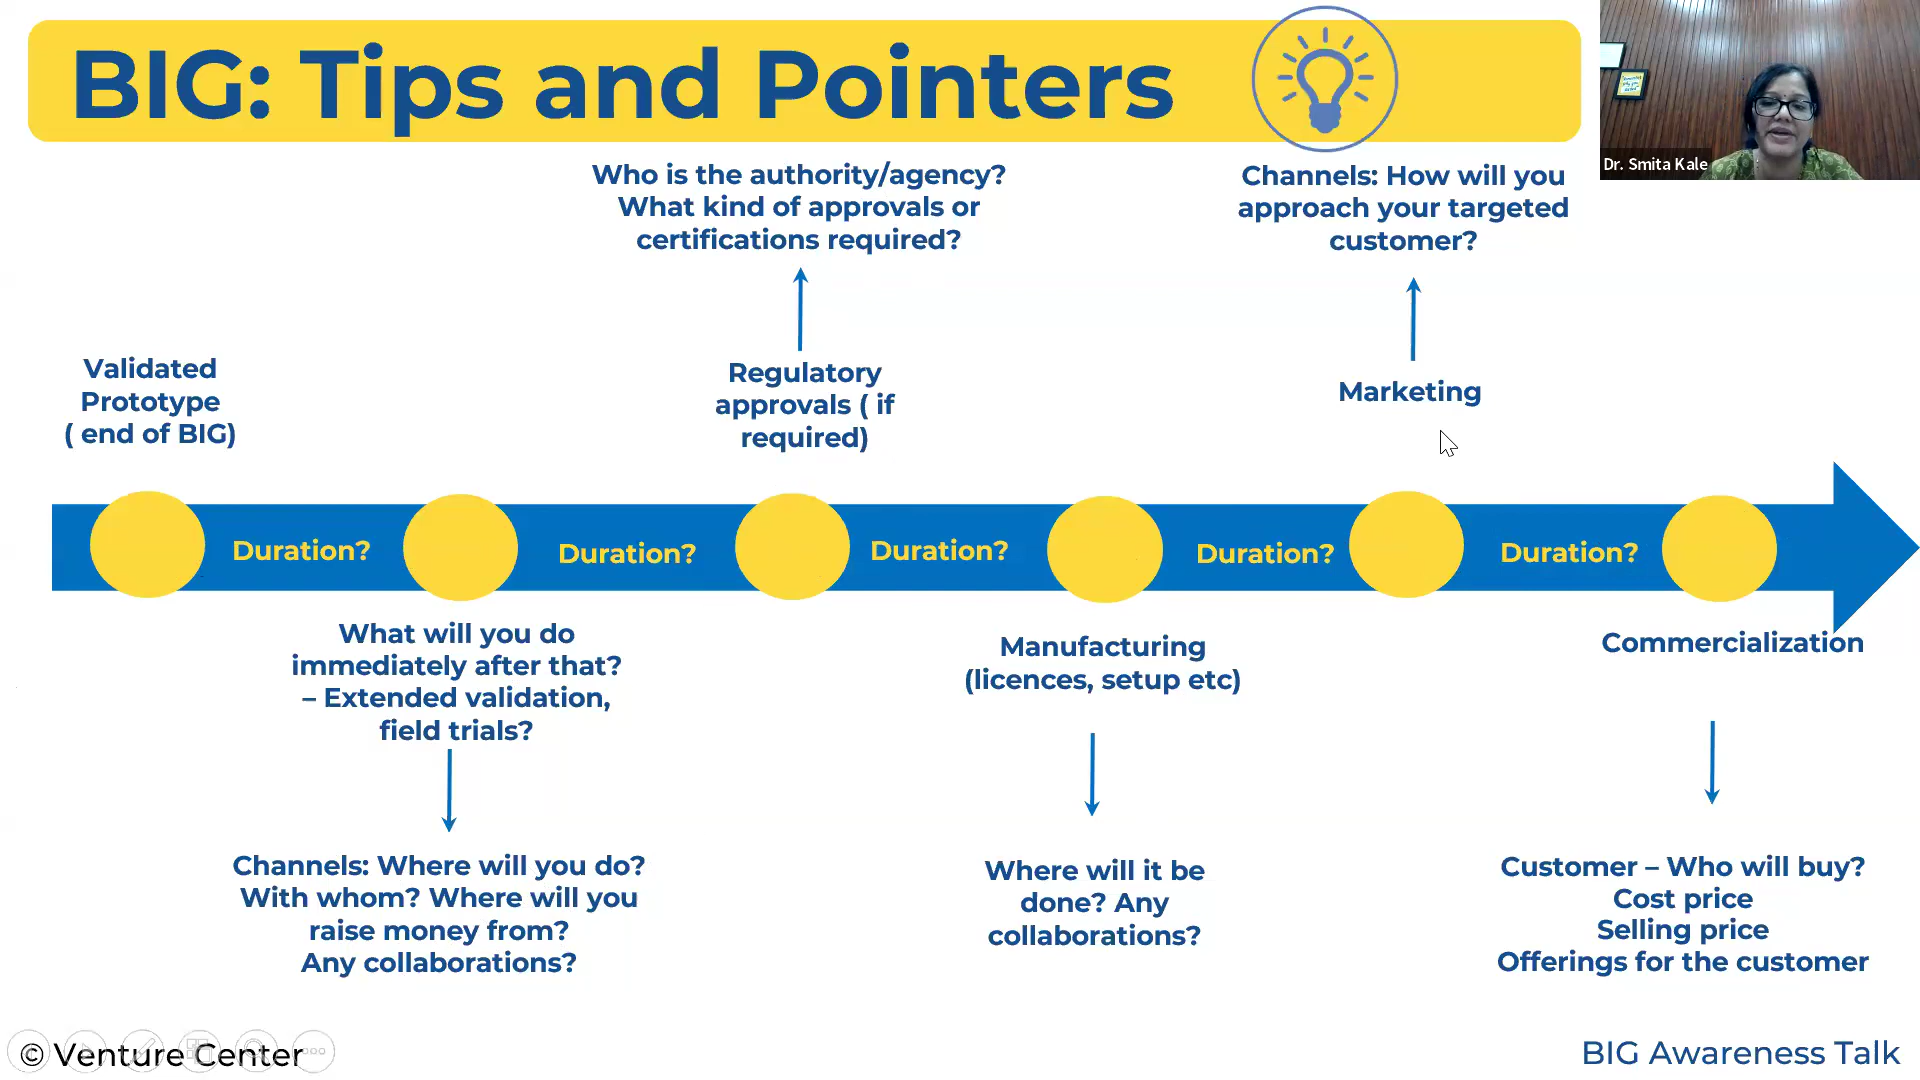 BIG: Tips and Pointers
Dr. Smita Kale
Who is the authority/agency?
What kind of approvals or
certifications required?
Channels: How will you
approach your targeted
customer?
Validated
Prototype
( end of BIG)
Regulatory
approvals ( if
required)
Marketing
Duration?
Duration?
Duration?
Duration?
Duration?
What will you do
immediately after that?
– Extended validation,
field trials?
Manufacturing
(licences, setup etc)
Commercialization
Channels: Where will you do?
With whom? Where will you
raise money from?
Any collaborations?
Where will it be
done? Any
collaborations?
Customer – Who will buy?
Cost price
Selling price
Offerings for the customer
© Venture Center
BIG Awareness Talk